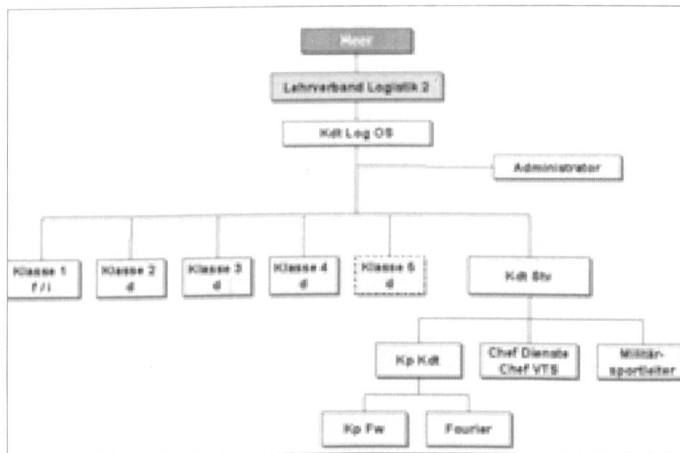 Heer
Lehrverband Logistik 2
Kdt Log OS
Administrator
Klasse 1
f / i
Klasse 2
d
Klasse 3
d
Klasse 4
d
Klasse 5
d
Kdt Stv
Kp Kdt
Chef Dienste
Chef VTS
Militär-
sportleiter
Kp Fw
Fourier